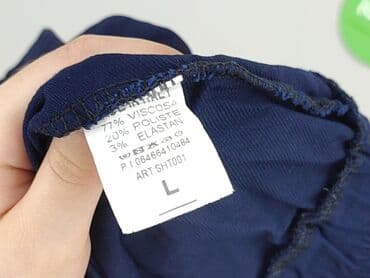 77% VISCOSA
20% POLIESTE
3% ELASTAN
P.I 06466410484
ART SHT001
L